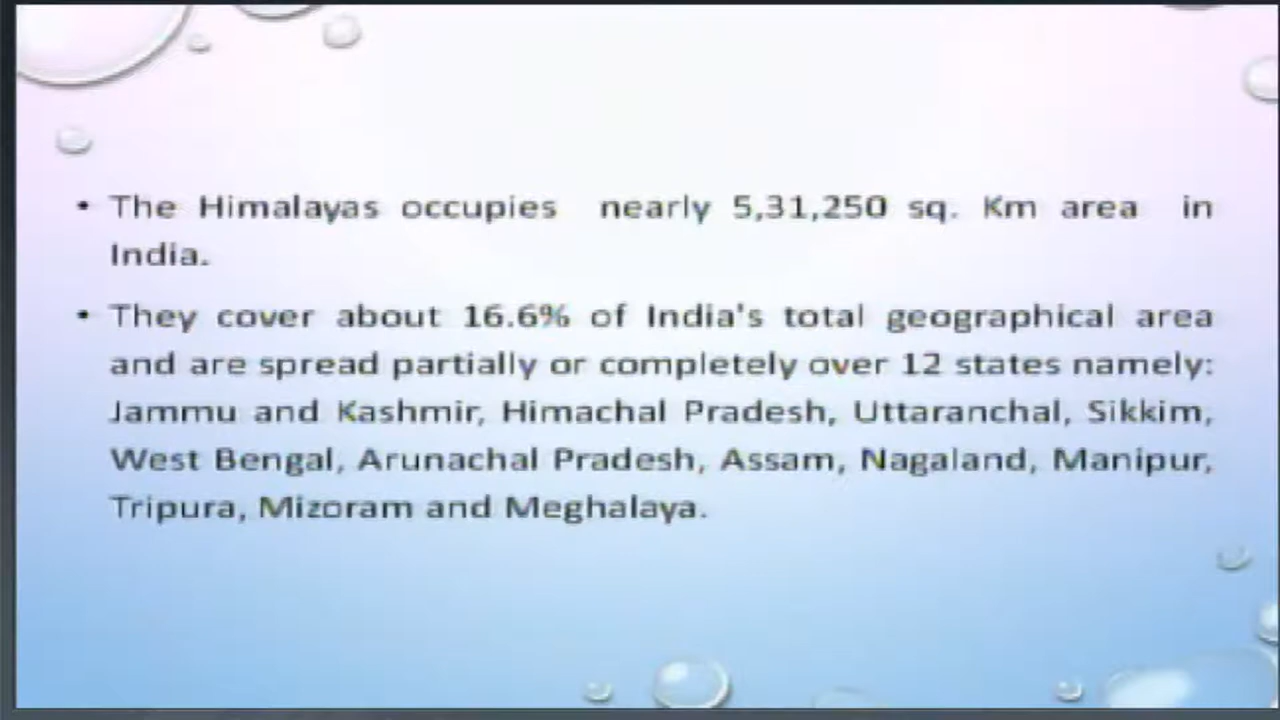 • The Himalayas occupies nearly 5,31,250 sq. Km area in
India.
• They cover about 16.6% of India's total geographical area
and are spread partially or completely over 12 states namely:
Jammu and Kashmir, Himachal Pradesh, Uttaranchal, Sikkim,
West Bengal, Arunachal Pradesh, Assam, Nagaland, Manipur,
Tripura, Mizoram and Meghalaya.